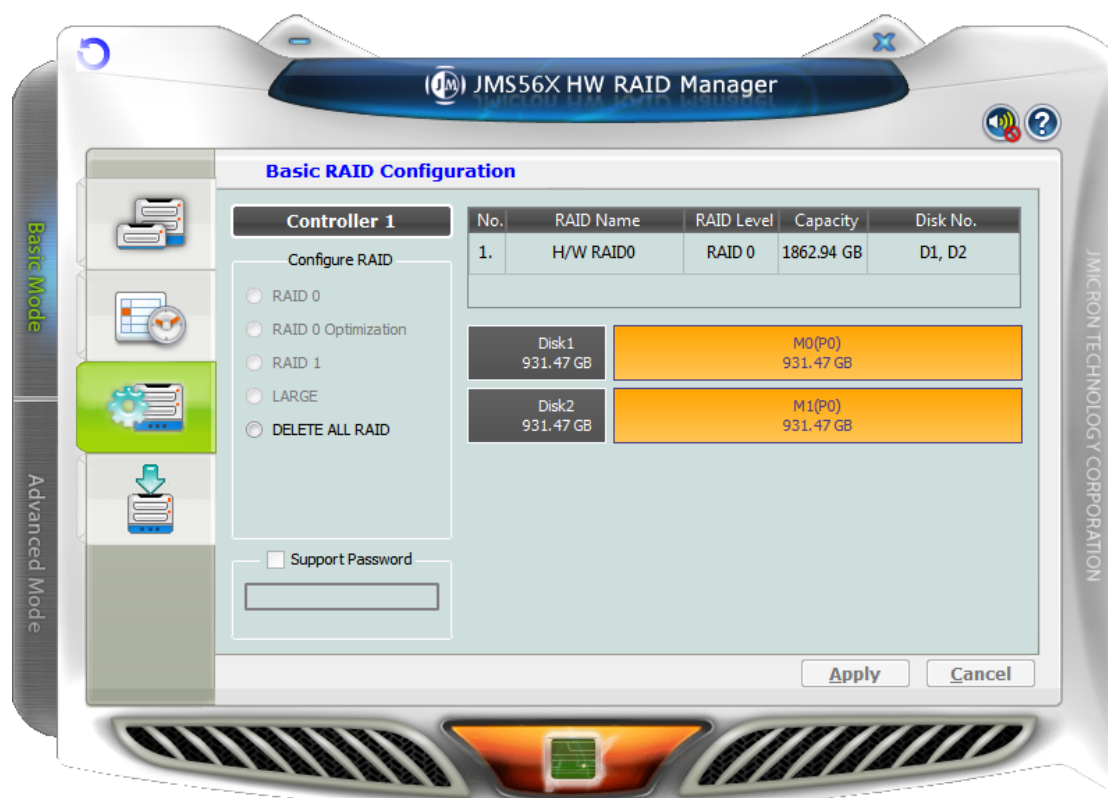 JM JMS56X HW RAID Manager
?
Basic Mode
Advanced Mode
Basic RAID Configuration
Controller 1
Configure RAID
RAID 0
RAID 0 Optimization
RAID 1
LARGE
DELETE ALL RAID
Support Password
No. RAID Name RAID Level Capacity Disk No.
1. H/W RAID0 RAID 0 1862.94 GB D1, D2
Disk1 M0(P0)
931.47 GB 931.47 GB
Disk2 M1(P0)
931.47 GB 931.47 GB
Apply Cancel
JMICRON TECHNOLOGY CORPORATION